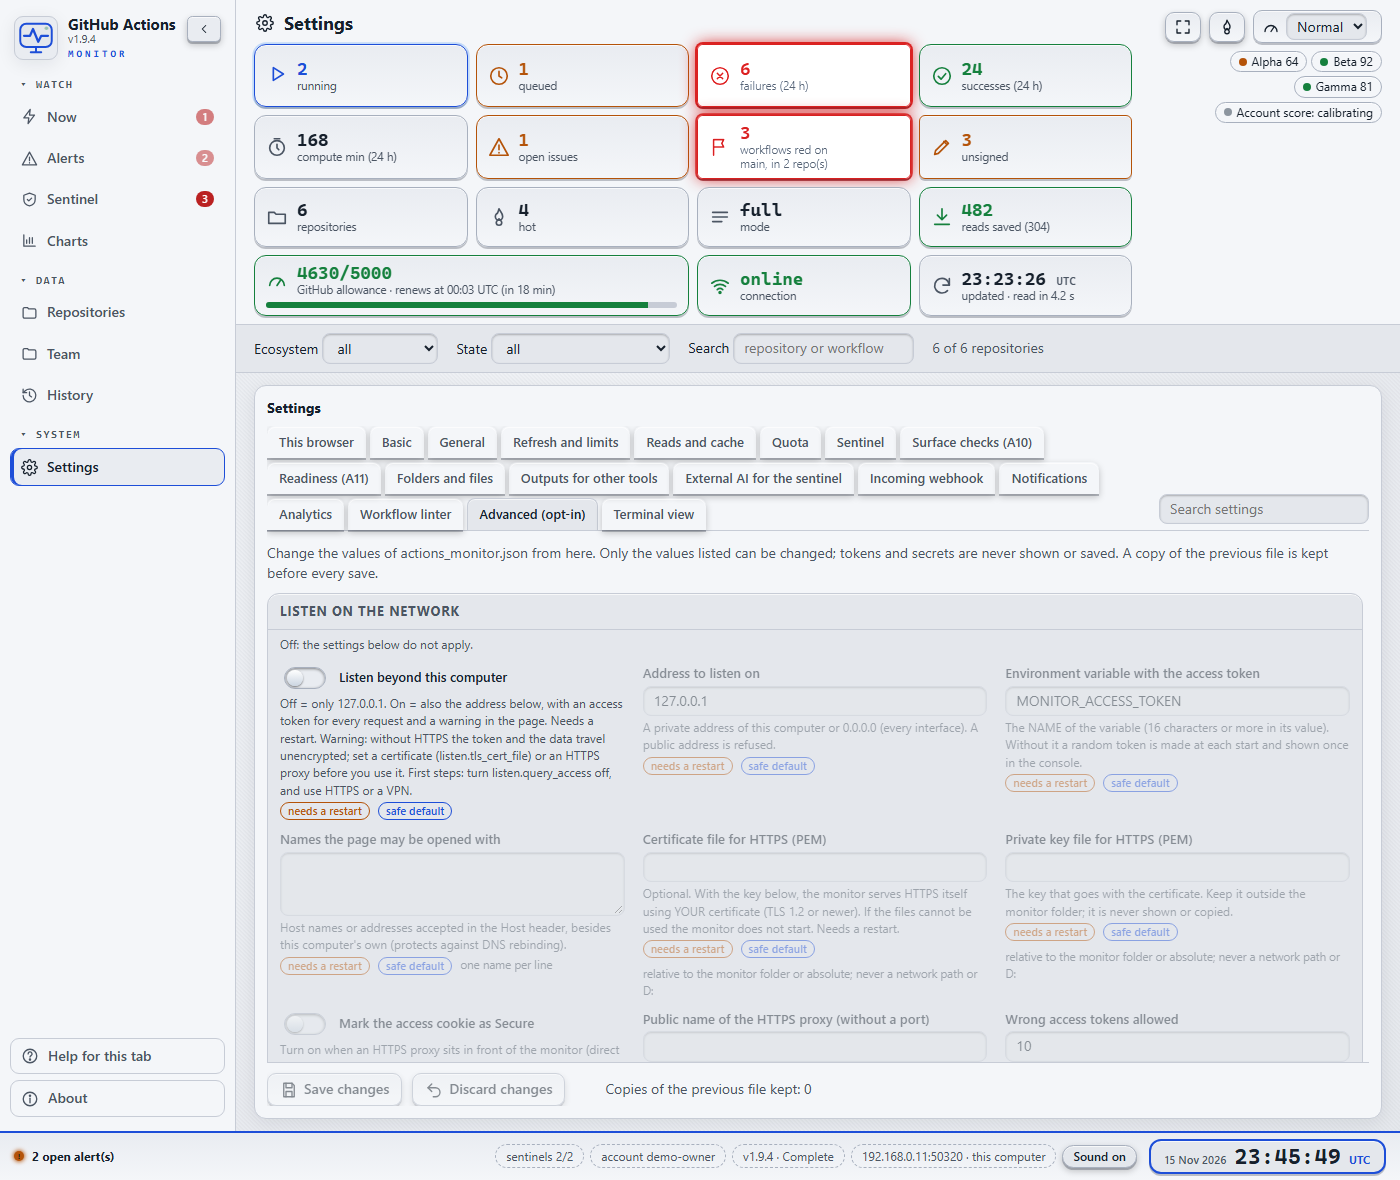 GitHub Actions
v1.9.4
MONITOR
WATCH
Now 1
Alerts 2
Sentinel 3
Charts
DATA
Repositories
Team
History
SYSTEM
Settings
Help for this tab
About
Settings
Normal
Alpha 64
Beta 92
Gamma 81
Account score: calibrating
2
running
1
queued
6
failures (24 h)
24
successes (24 h)
168
compute min (24 h)
1
open issues
3
workflows red on
main, in 2 repo(s)
3
unsigned
6
repositories
4
hot
full
mode
482
reads saved (304)
4630/5000
GitHub allowance · renews at 00:03 UTC (in 18 min)
online
connection
23:23:26 UTC
updated · read in 4.2 s
Ecosystem all State all Search repository or workflow 6 of 6 repositories
Settings
This browser Basic General Refresh and limits Reads and cache Quota Sentinel Surface checks (A10)
Readiness (A11) Folders and files Outputs for other tools External AI for the sentinel Incoming webhook Notifications
Analytics Workflow linter Advanced (opt-in) Terminal view
Search settings
Change the values of actions_monitor.json from here. Only the values listed can be changed; tokens and secrets are never shown or saved. A copy of the previous file is kept
before every save.
LISTEN ON THE NETWORK
Off: the settings below do not apply.
Listen beyond this computer
Off = only 127.0.0.1. On = also the address below, with an access
token for every request and a warning in the page. Needs a
restart. Warning: without HTTPS the token and the data travel
unencrypted; set a certificate (listen.tls_cert_file) or an HTTPS
proxy before you use it. First steps: turn listen.query_access off,
and use HTTPS or a VPN.
needs a restart safe default
Address to listen on
127.0.0.1
A private address of this computer or 0.0.0.0 (every interface). A
public address is refused.
needs a restart safe default
Environment variable with the access token
MONITOR_ACCESS_TOKEN
The NAME of the variable (16 characters or more in its value).
Without it a random token is made at each start and shown once
in the console.
needs a restart safe default
Names the page may be opened with
Host names or addresses accepted in the Host header, besides
this computer's own (protects against DNS rebinding).
needs a restart safe default one name per line
Certificate file for HTTPS (PEM)
Optional. With the key below, the monitor serves HTTPS itself
using YOUR certificate (TLS 1.2 or newer). If the files cannot be
used the monitor does not start. Needs a restart.
needs a restart safe default
relative to the monitor folder or absolute; never a network path or
D:
Private key file for HTTPS (PEM)
The key that goes with the certificate. Keep it outside the
monitor folder; it is never shown or copied.
needs a restart safe default
relative to the monitor folder or absolute; never a network path or
D:
Mark the access cookie as Secure
Turn on when an HTTPS proxy sits in front of the monitor (direct
Public name of the HTTPS proxy (without a port)
Wrong access tokens allowed
10
Save changes Discard changes Copies of the previous file kept: 0
2 open alert(s)
sentinels 2/2
account demo-owner
v1.9.4 · Complete
192.168.0.11:50320 · this computer
Sound on
15 Nov 2026 23:45:49 UTC